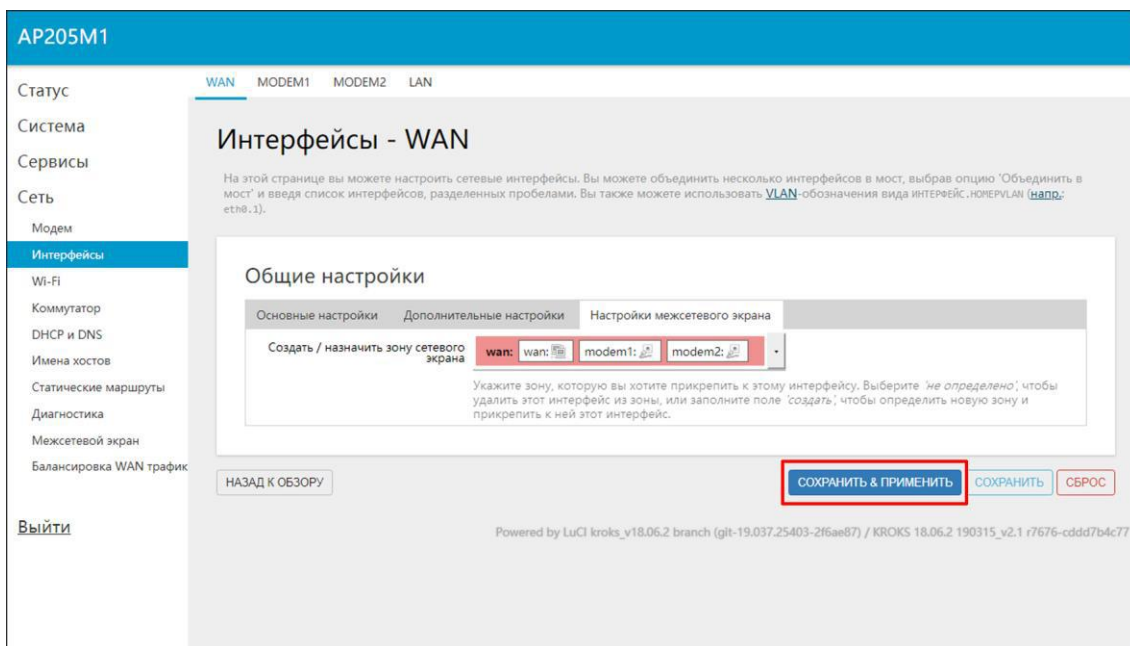 AP205M1
Статус
Система
Сервисы
Сеть
Модем
Интерфейсы
Wi-Fi
Коммутатор
DHCP и DNS
Имена хостов
Статические маршруты
Диагностика
Межсетевой экран
Балансировка WAN трафик
Выйти
WAN MODEM1 MODEM2 LAN
Интерфейсы - WAN
На этой странице вы можете настроить сетевые интерфейсы. Вы можете объединить несколько интерфейсов в мост, выбрав опцию 'Объединить в
мост' и введя список интерфейсов, разделенных пробелами. Вы также можете использовать VLAN-обозначения вида ИНТЕРФЕЙС.НОМЕРVLAN (напр.:
eth0.1).
Общие настройки
Основные настройки Дополнительные настройки Настройки межсетевого экрана
Создать / назначить зону сетевого
экрана
wan: wan: modem1: modem2:
Укажите зону, которую вы хотите прикрепить к этому интерфейсу. Выберите 'не определено', чтобы
удалить этот интерфейс из зоны, или заполните поле 'создать', чтобы определить новую зону и
прикрепить к ней этот интерфейс.
НАЗАД К ОБЗОРУ СОХРАНИТЬ & ПРИМЕНИТЬ СОХРАНИТЬ СБРОС
Powered by LuCI kroks_v18.06.2 branch (git-19.037.25403-2f6ae87) / KROKS 18.06.2 190315_v2.1 r7676-cddd7b4c77